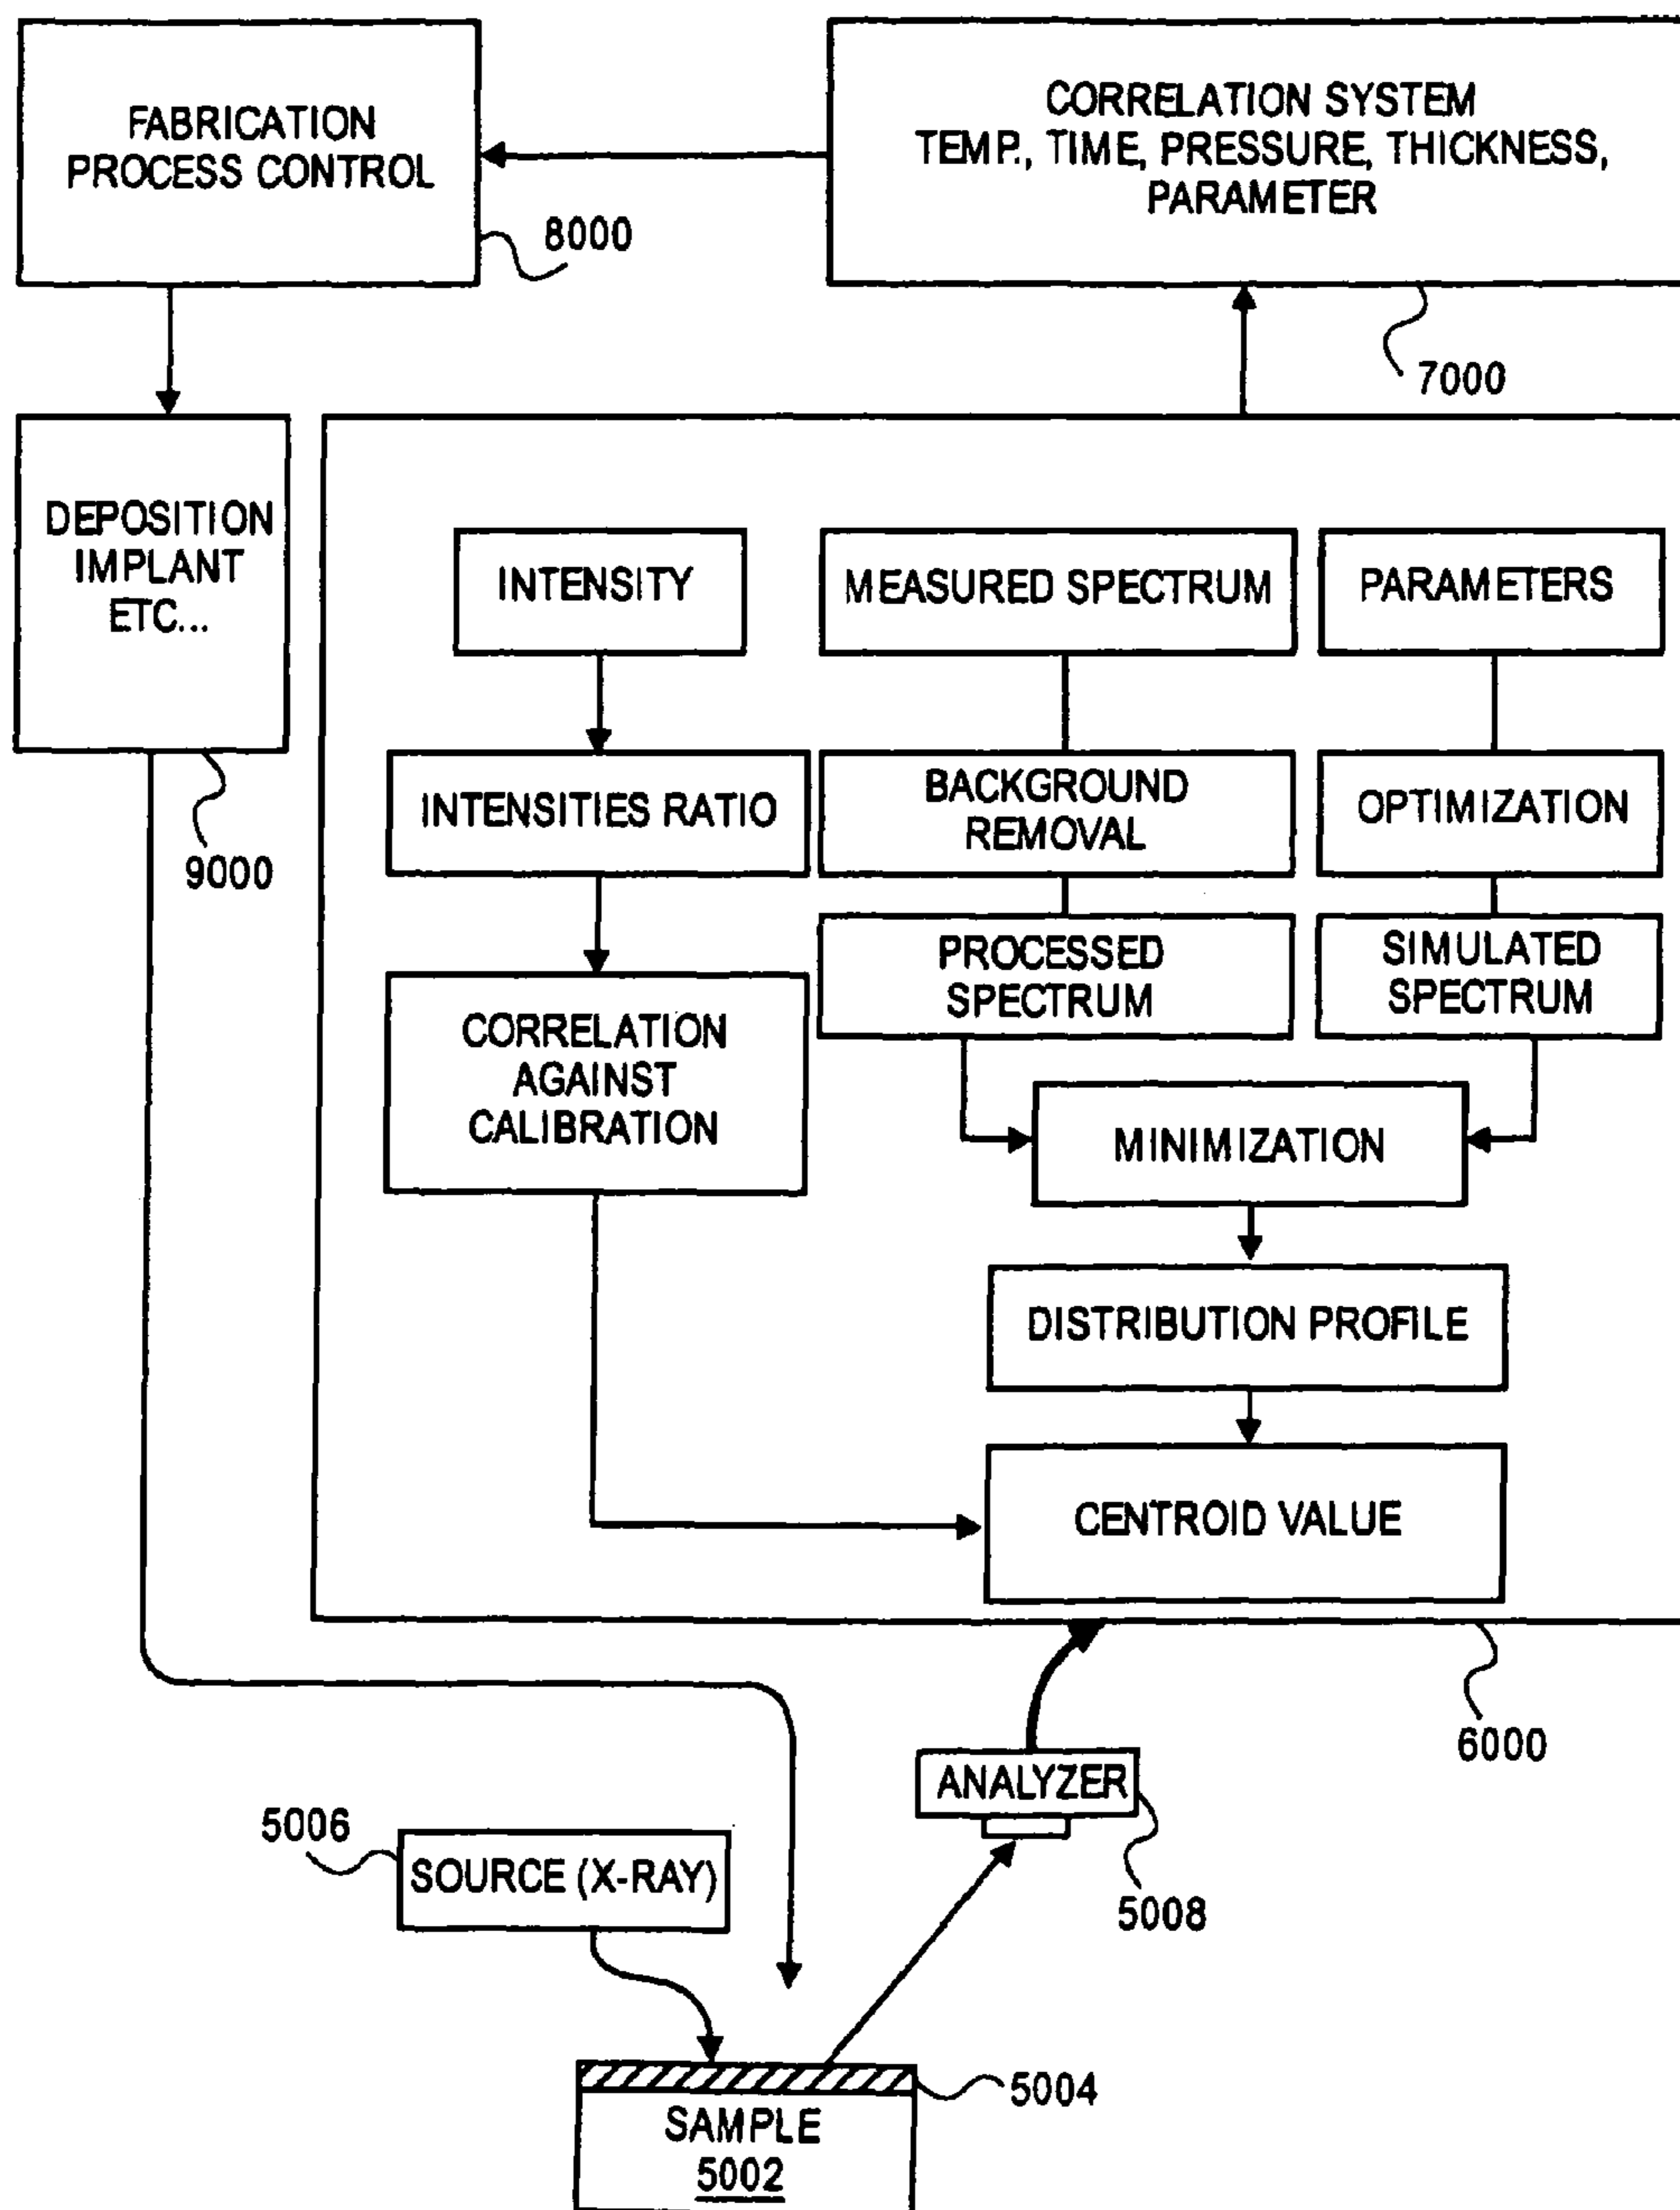 FABRICATION
PROCESS CONTROL
8000
CORRELATION SYSTEM
TEMP., TIME, PRESSURE, THICKNESS,
PARAMETER
7000
DEPOSITION
IMPLANT
ETC...
9000
INTENSITY
MEASURED SPECTRUM
PARAMETERS
INTENSITIES RATIO
BACKGROUND
REMOVAL
OPTIMIZATION
PROCESSED
SPECTRUM
SIMULATED
SPECTRUM
CORRELATION
AGAINST
CALIBRATION
MINIMIZATION
DISTRIBUTION PROFILE
CENTROID VALUE
6000
ANALYZER
5008
5006
SOURCE (X-RAY)
5004
SAMPLE
5002